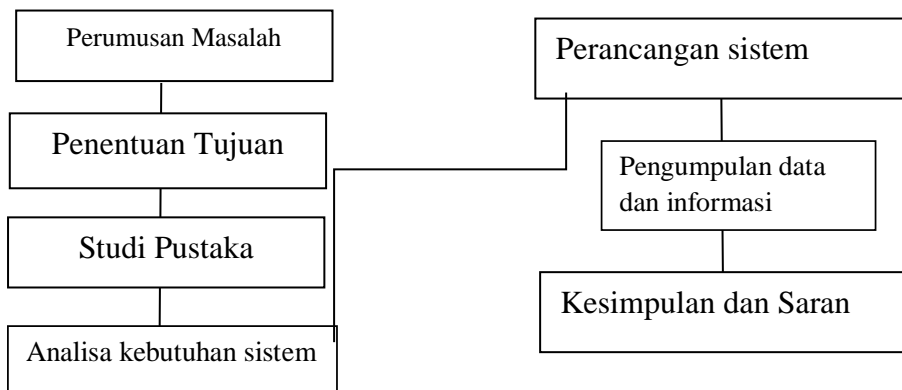 Perumusan Masalah
Penentuan Tujuan
Studi Pustaka
Analisa kebutuhan sistem
Perancangan sistem
Pengumpulan data
dan informasi
Kesimpulan dan Saran